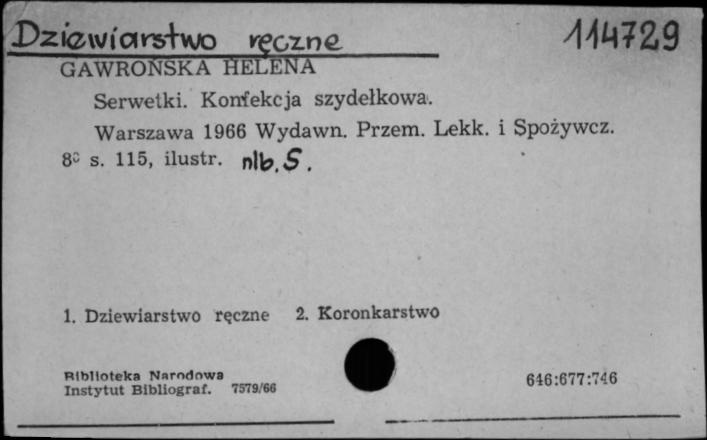 Dziewiarstwo ręczne 114729
GAWROŃSKA HELENA
Serwetki. Konfekcja szydełkowa.
Warszawa 1966 Wydawn. Przem. Lekk. i Spożywcz.
8° s. 115, ilustr. nlb. 5.
1. Dziewiarstwo ręczne 2. Koronkarstwo
Biblioteka Narodowa
Instytut Bibliograf. 7579/66
646:677:746